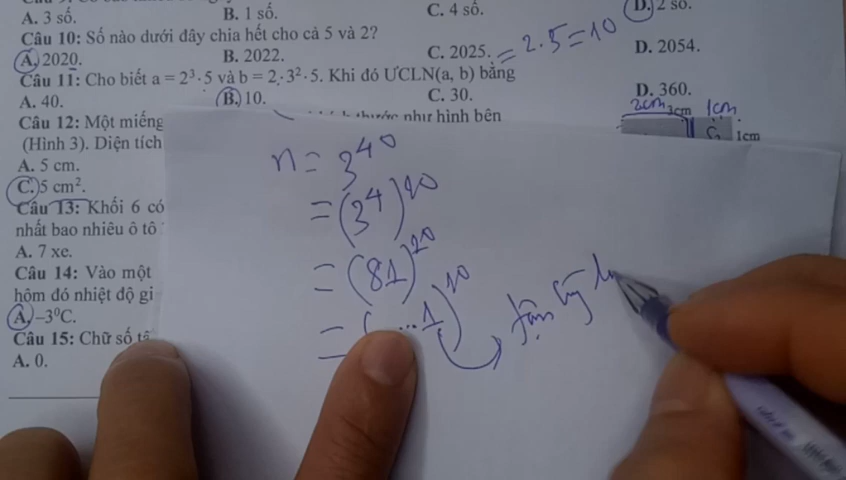 A. 3 số. B. 1 số. C. 4 số. D. 2 số.
Câu 10: Số nào dưới đây chia hết cho cả 5 và 2?
A. 2020. B. 2022. C. 2025. D. 2054.
= 2.5 = 10
Câu 11: Cho biết a = 2³·5 và b = 2·3²·5. Khi đó ƯCLN(a, b) bằng
A. 40. B. 10. C. 30. D. 360.
Câu 12: Một miếng như hình bên
2cm 3cm 1cm
1cm
(Hình 3). Diện tích
A. 5 cm.
C. 5 cm².
Câu 13: Khối 6 có
nhất bao nhiêu ô tô
A. 7 xe.
Câu 14: Vào một
hôm đó nhiệt độ gi
A. –3⁰C.
Câu 15: Chữ số
A. 0.
n = 3⁴⁰
= (3⁴)²⁰
= (81)²⁰
= (...1)¹⁰
tận cùng